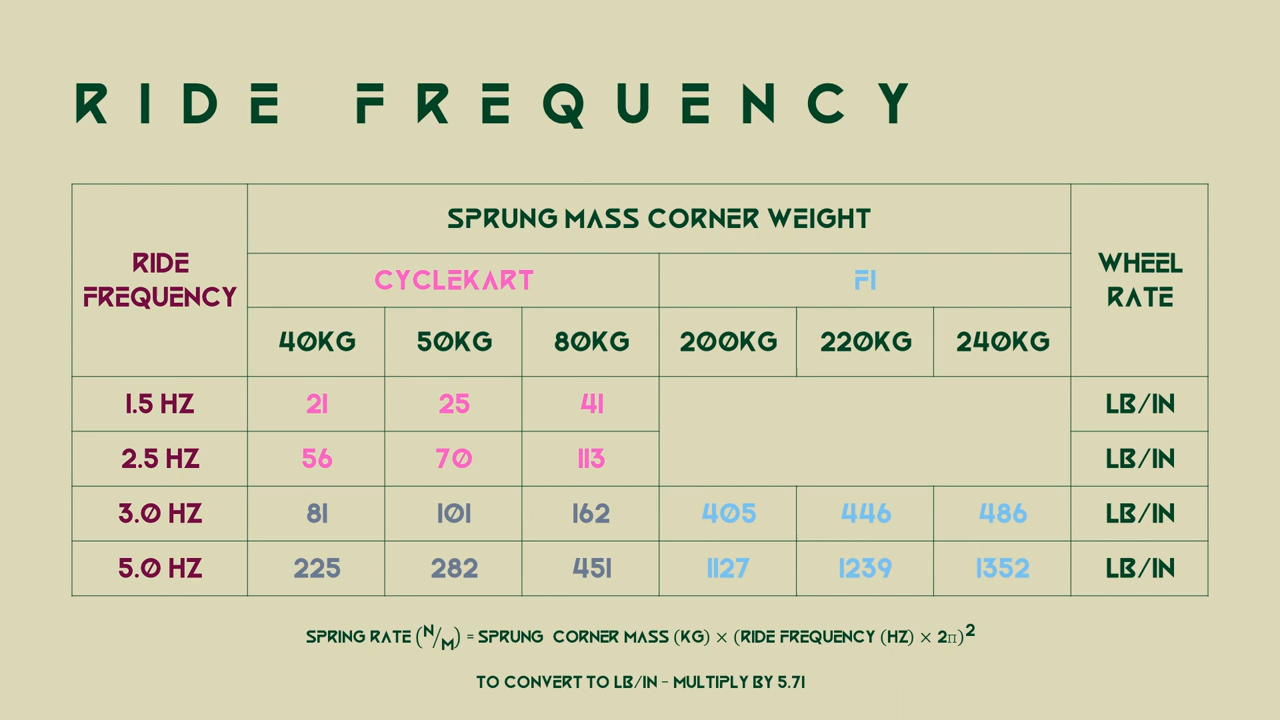 RIDE FREQUENCY
SPRUNG MASS CORNER WEIGHT
RIDE FREQUENCY
WHEEL RATE
CYCLEKART F1
40KG 50KG 80KG 200KG 220KG 240KG
1.5 HZ 21 25 41 LB/IN
2.5 HZ 56 70 113 LB/IN
3.0 HZ 81 101 162 405 446 486 LB/IN
5.0 HZ 225 282 451 1127 1239 1352 LB/IN
SPRING RATE (N/M) = SPRUNG CORNER MASS (KG) × (RIDE FREQUENCY (HZ) × 2π)²
TO CONVERT TO LB/IN - MULTIPLY BY 5.71